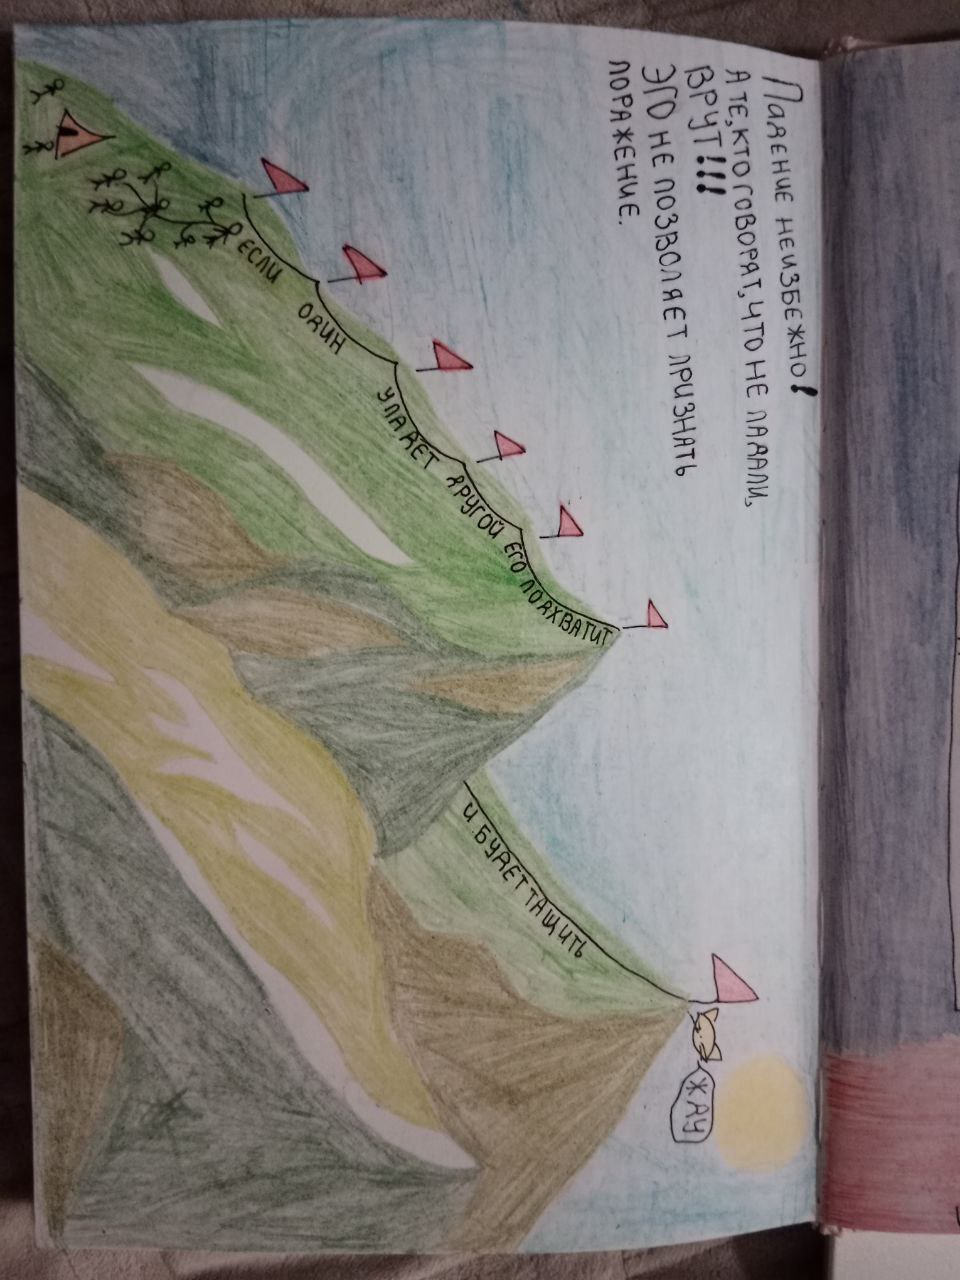 Падение неизбежно!
А те, кто говорят, что не падали,
ВРУТ!!!
Эго не позволяет признать
поражение.
если
один
упадет
другой его подхватит
и будет тащить
жду